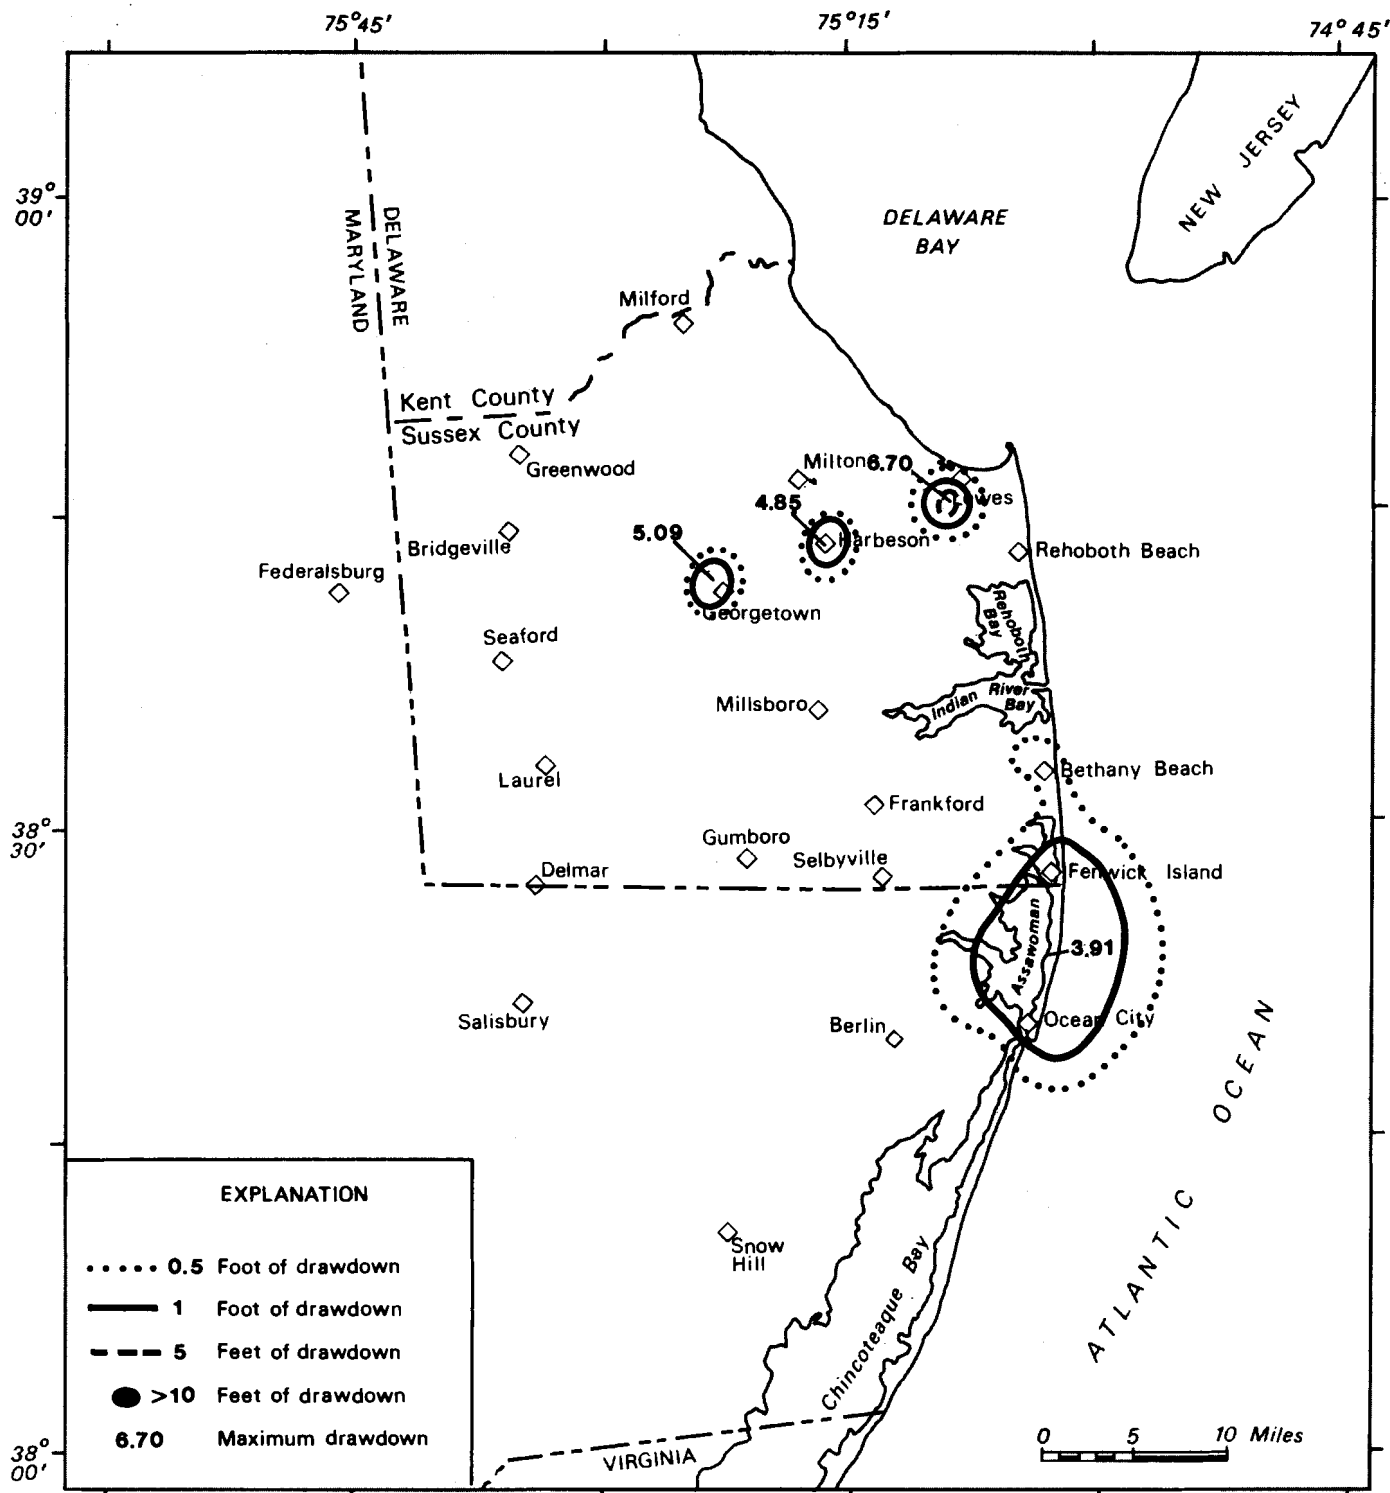 75°45'
75°15'
74°45'
39°
00'
NEW JERSEY
DELAWARE
MARYLAND
DELAWARE
BAY
Milford
Kent County
Sussex County
Greenwood
Milton
6.70
Lewes
4.85
Harbeson
5.09
Bridgeville
Rehoboth Beach
Federalsburg
Georgetown
Rehoboth
Bay
Seaford
Millsboro
Indian River
Bay
Bethany Beach
Laurel
Frankford
38°
30'
Gumboro
Selbyville
Delmar
Fenwick Island
Assawoman
3.91
Salisbury
Berlin
Ocean City
ATLANTIC OCEAN
Snow
Hill
Chincoteague Bay
EXPLANATION
0.5 Foot of drawdown
1 Foot of drawdown
5 Feet of drawdown
>10 Feet of drawdown
6.70 Maximum drawdown
38°
00'
VIRGINIA
0 5 10 Miles